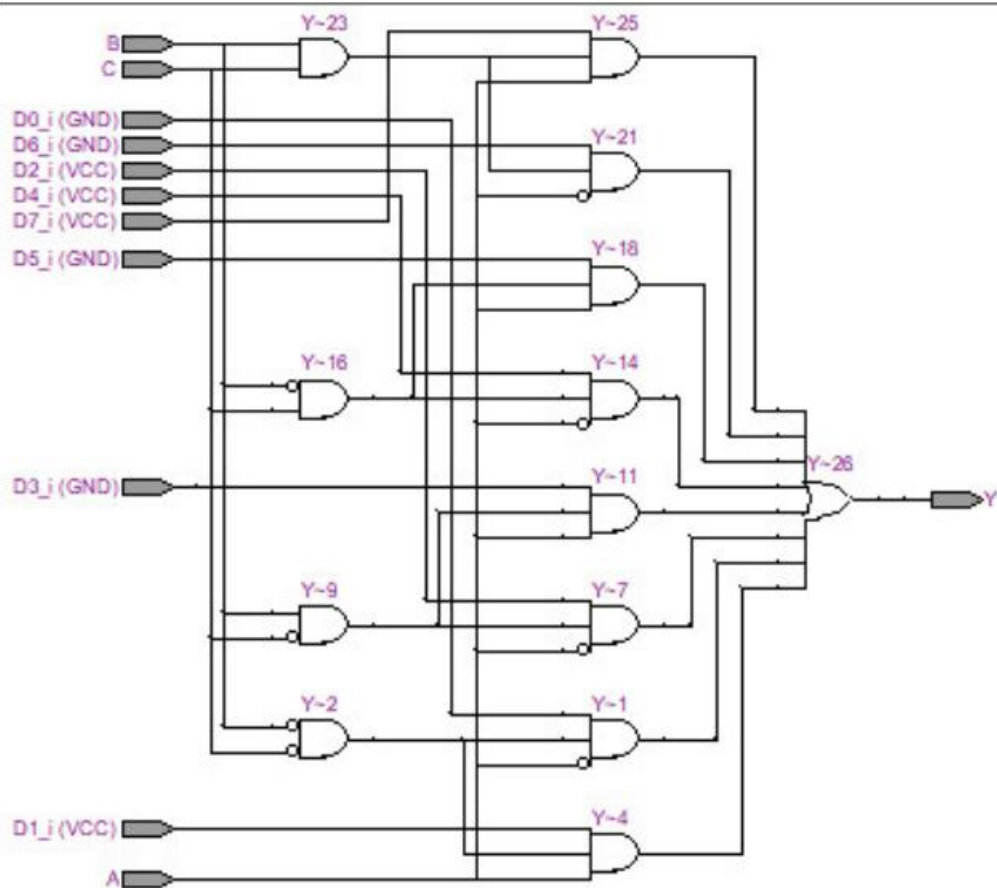 Y~23
Y~25
B
C
D0_i (GND)
D6_i (GND)
Y~21
D2_i (VCC)
D4_i (VCC)
D7_i (VCC)
Y~18
D5_i (GND)
Y~16
Y~14
Y~26
Y~11
D3_i (GND)
Y
Y~9
Y~7
Y~2
Y~1
Y~4
D1_i (VCC)
A